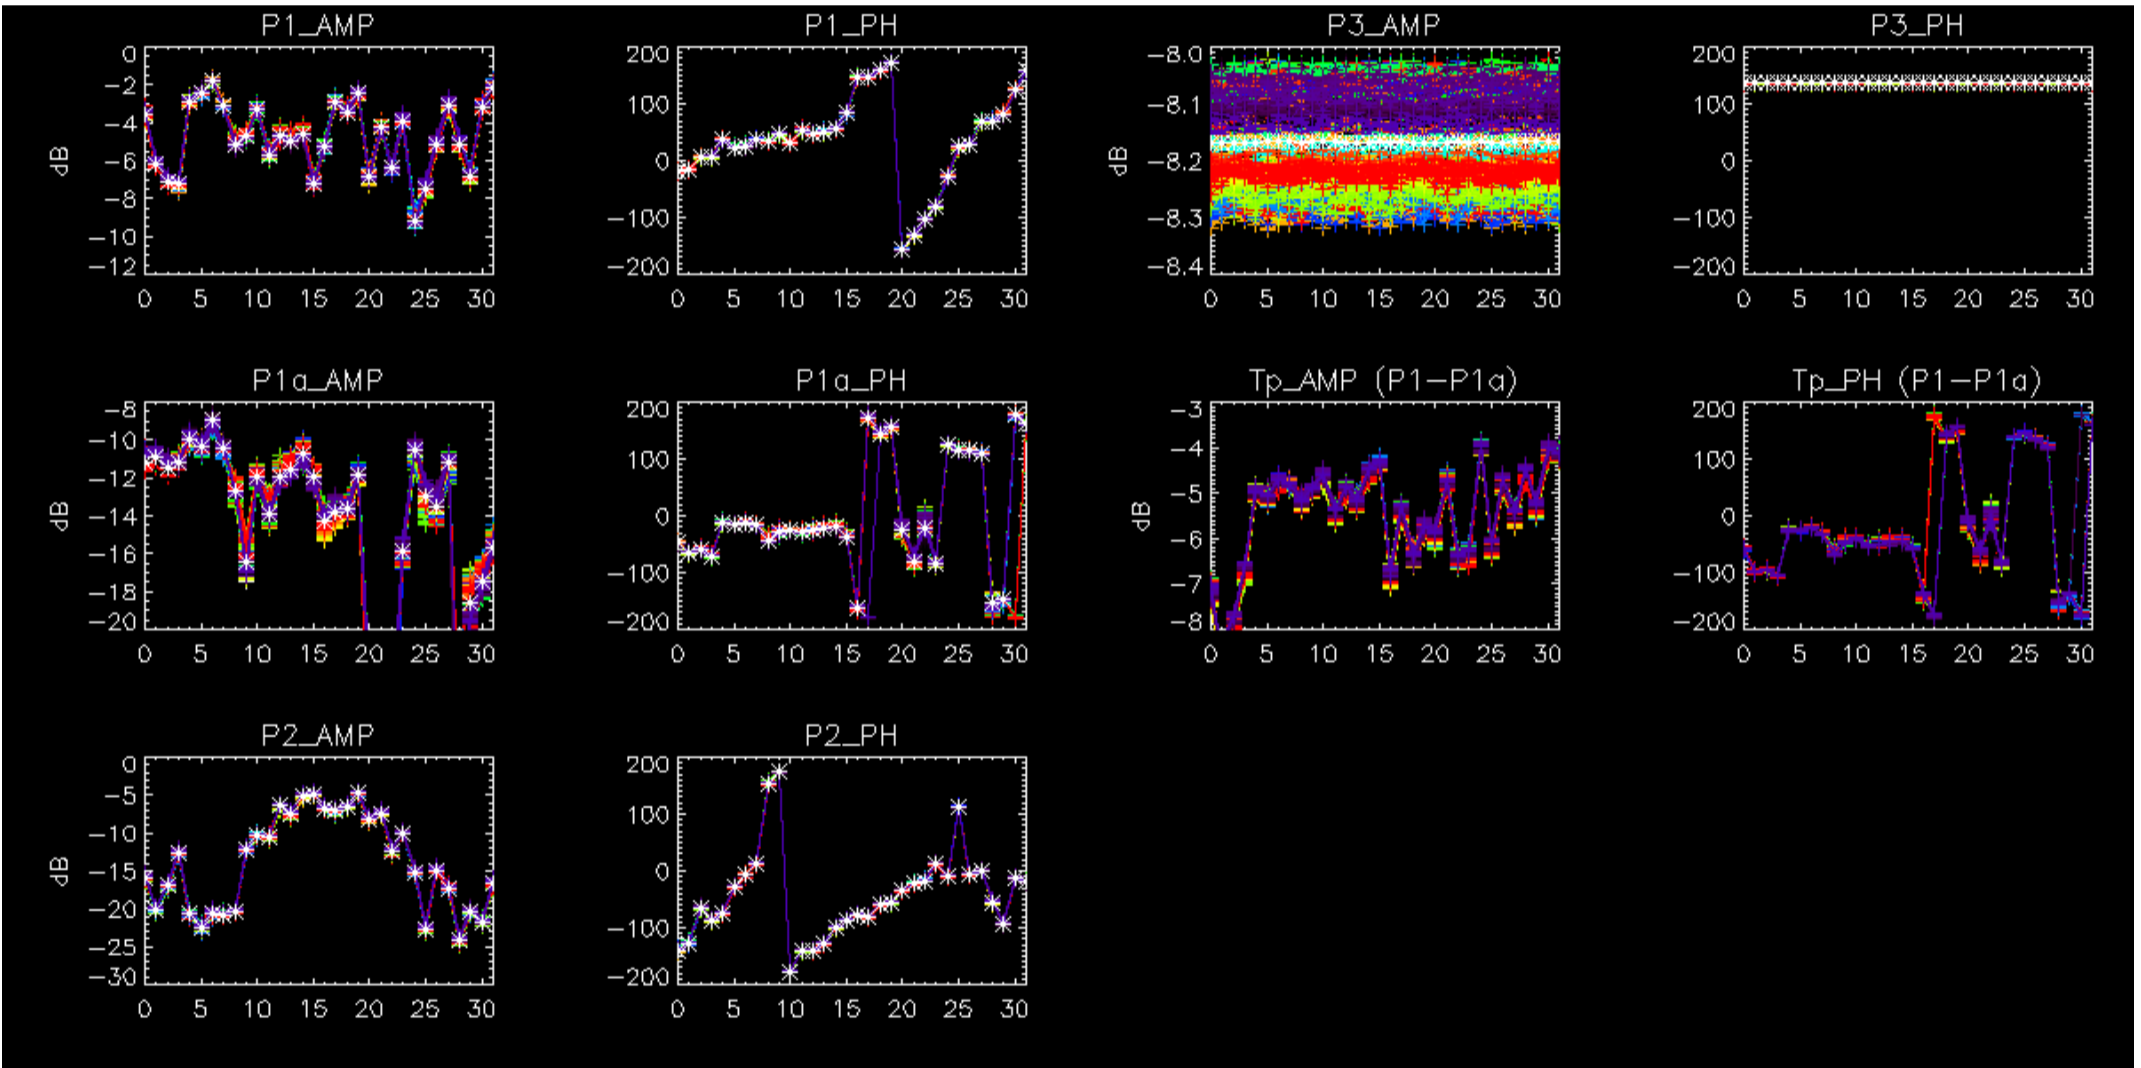 P1_AMP
P1_PH
P3_AMP
P3_PH
0
−2
−4
−6
−8
−10
−12
dB
0 5 10 15 20 25 30
200
100
0
−100
−200
0 5 10 15 20 25 30
−8.0
−8.1
−8.2
−8.3
−8.4
dB
0 5 10 15 20 25 30
200
100
0
−100
−200
0 5 10 15 20 25 30
P1a_AMP
P1a_PH
Tp_AMP (P1−P1a)
Tp_PH (P1−P1a)
−8
−10
−12
−14
−16
−18
−20
dB
0 5 10 15 20 25 30
200
100
0
−100
−200
0 5 10 15 20 25 30
−3
−4
−5
−6
−7
−8
dB
0 5 10 15 20 25 30
200
100
0
−100
−200
0 5 10 15 20 25 30
P2_AMP
P2_PH
0
−5
−10
−15
−20
−25
−30
dB
0 5 10 15 20 25 30
200
100
0
−100
−200
0 5 10 15 20 25 30